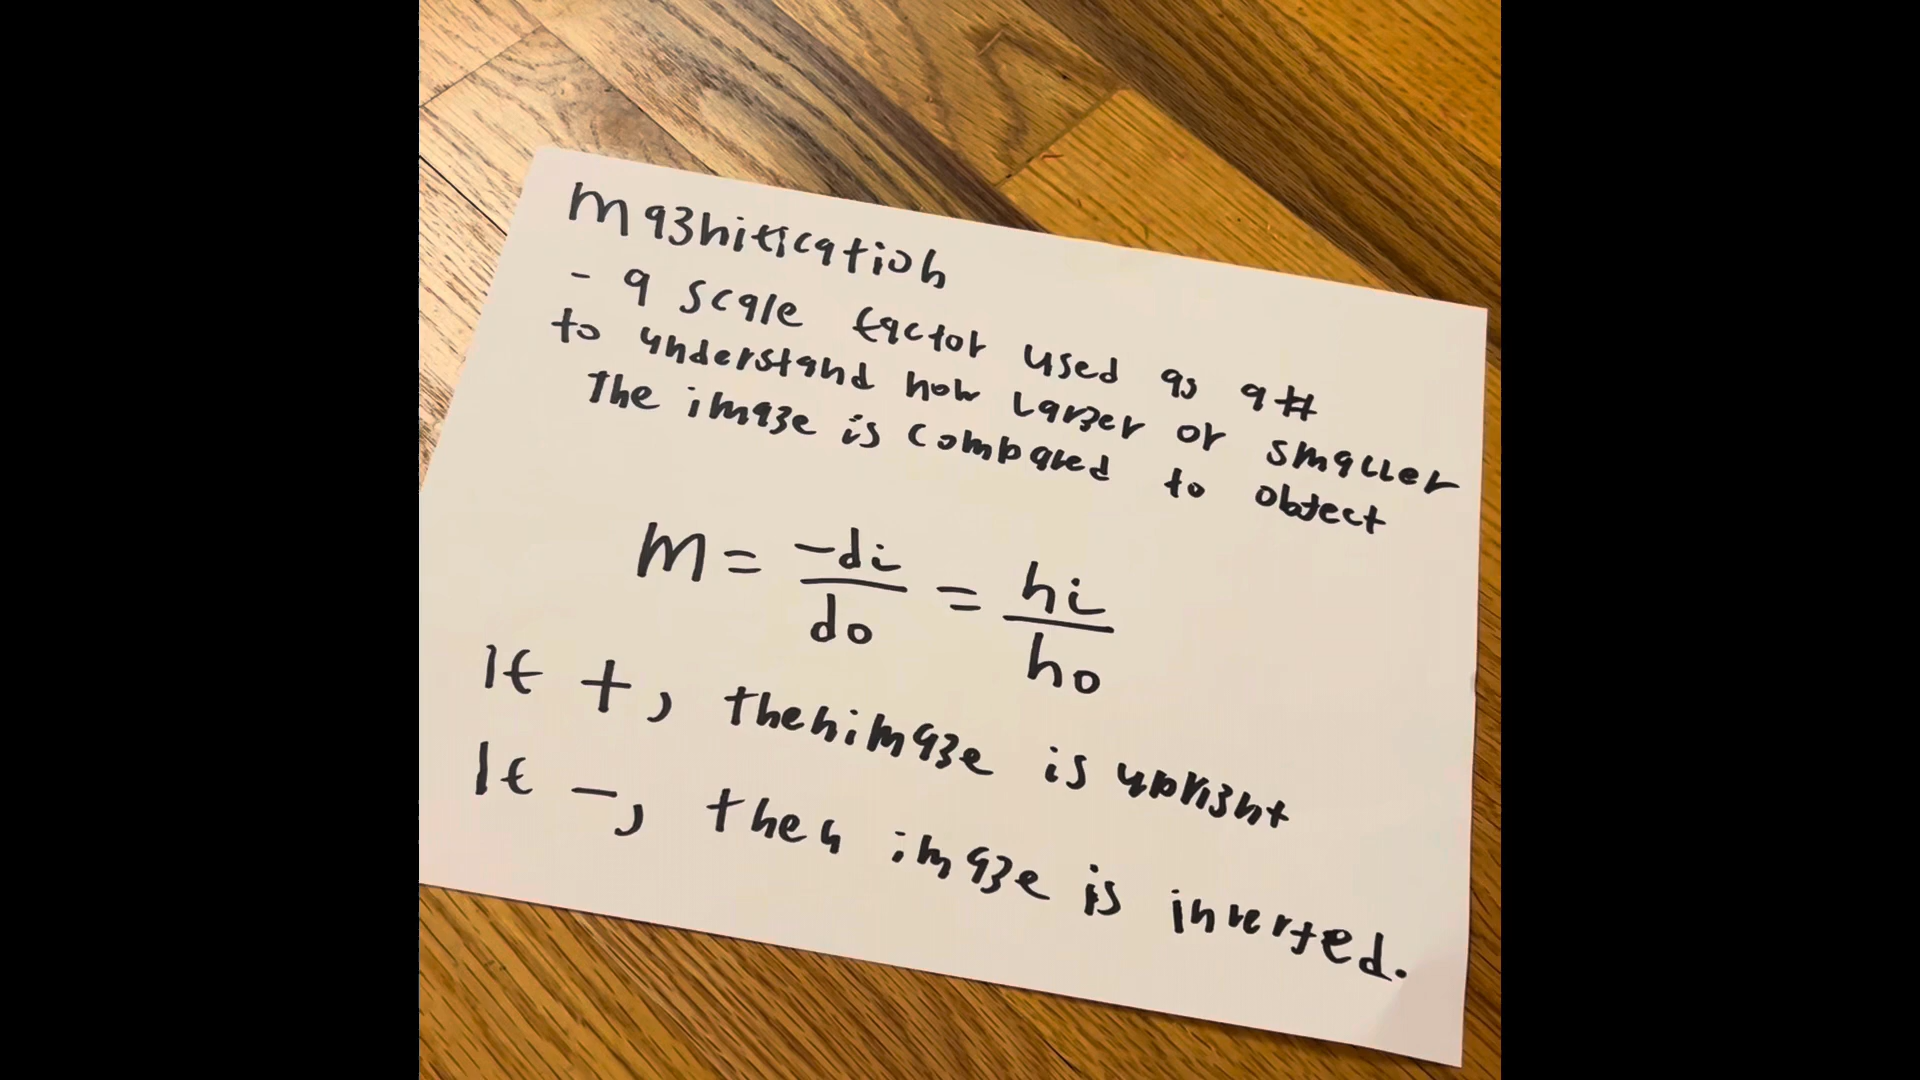 Magnification
- a scale factor used as a #
to understand how larger or smaller
The image is compared to object
M = -di/do = hi/ho
If +, then image is upright
If -, then image is inverted.